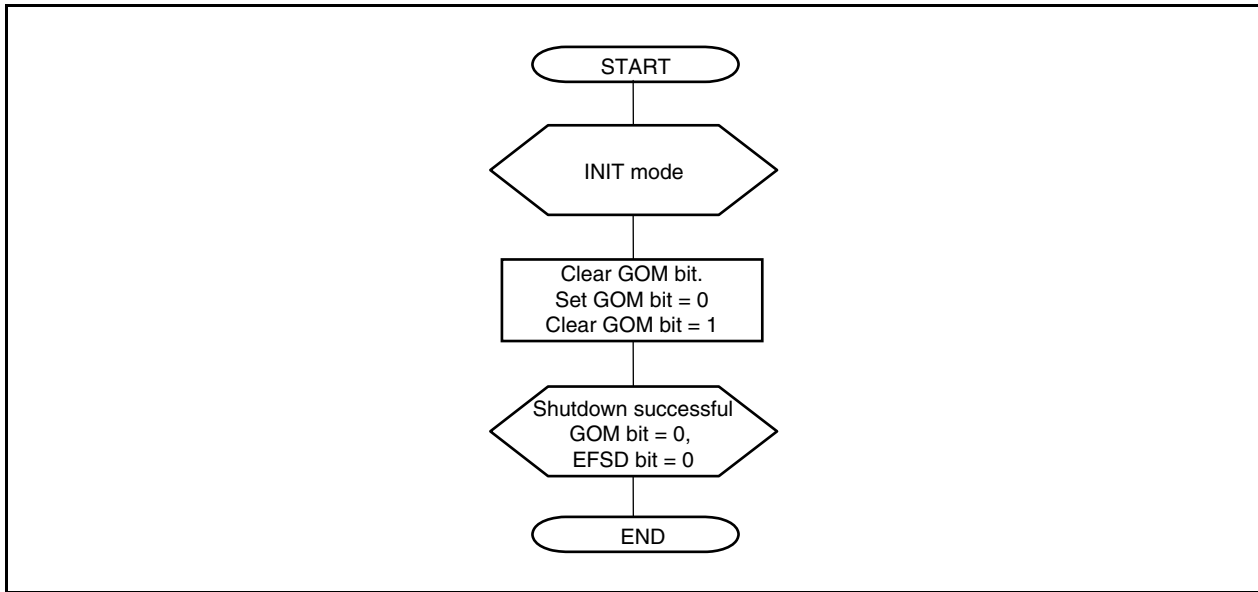 START
INIT mode
Clear GOM bit.
Set GOM bit = 0
Clear GOM bit = 1
Shutdown successful
GOM bit = 0,
EFSD bit = 0
END